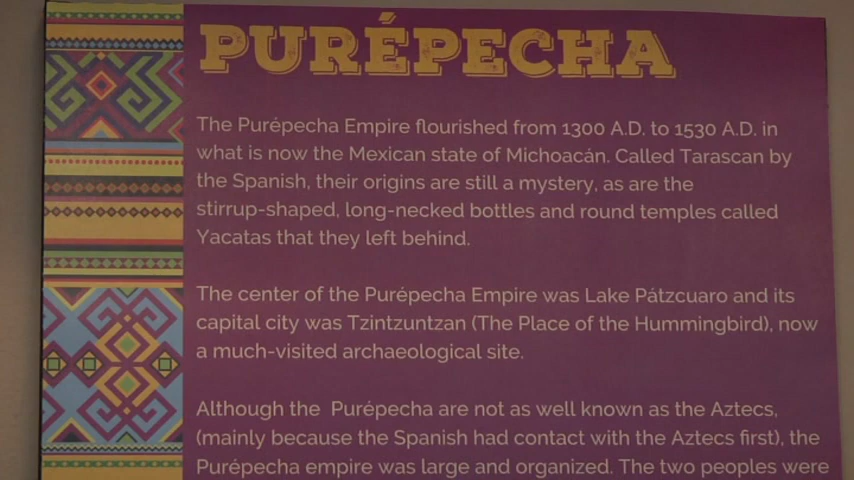 PURÉPECHA
The Purépecha Empire flourished from 1300 A.D. to 1530 A.D. in
what is now the Mexican state of Michoacán. Called Tarascan by
the Spanish, their origins are still a mystery, as are the
stirrup-shaped, long-necked bottles and round temples called
Yacatas that they left behind.
The center of the Purépecha Empire was Lake Pátzcuaro and its
capital city was Tzintzuntzan (The Place of the Hummingbird), now
a much-visited archaeological site.
Although the Purépecha are not as well known as the Aztecs,
(mainly because the Spanish had contact with the Aztecs first), the
Purépecha empire was large and organized. The two peoples were